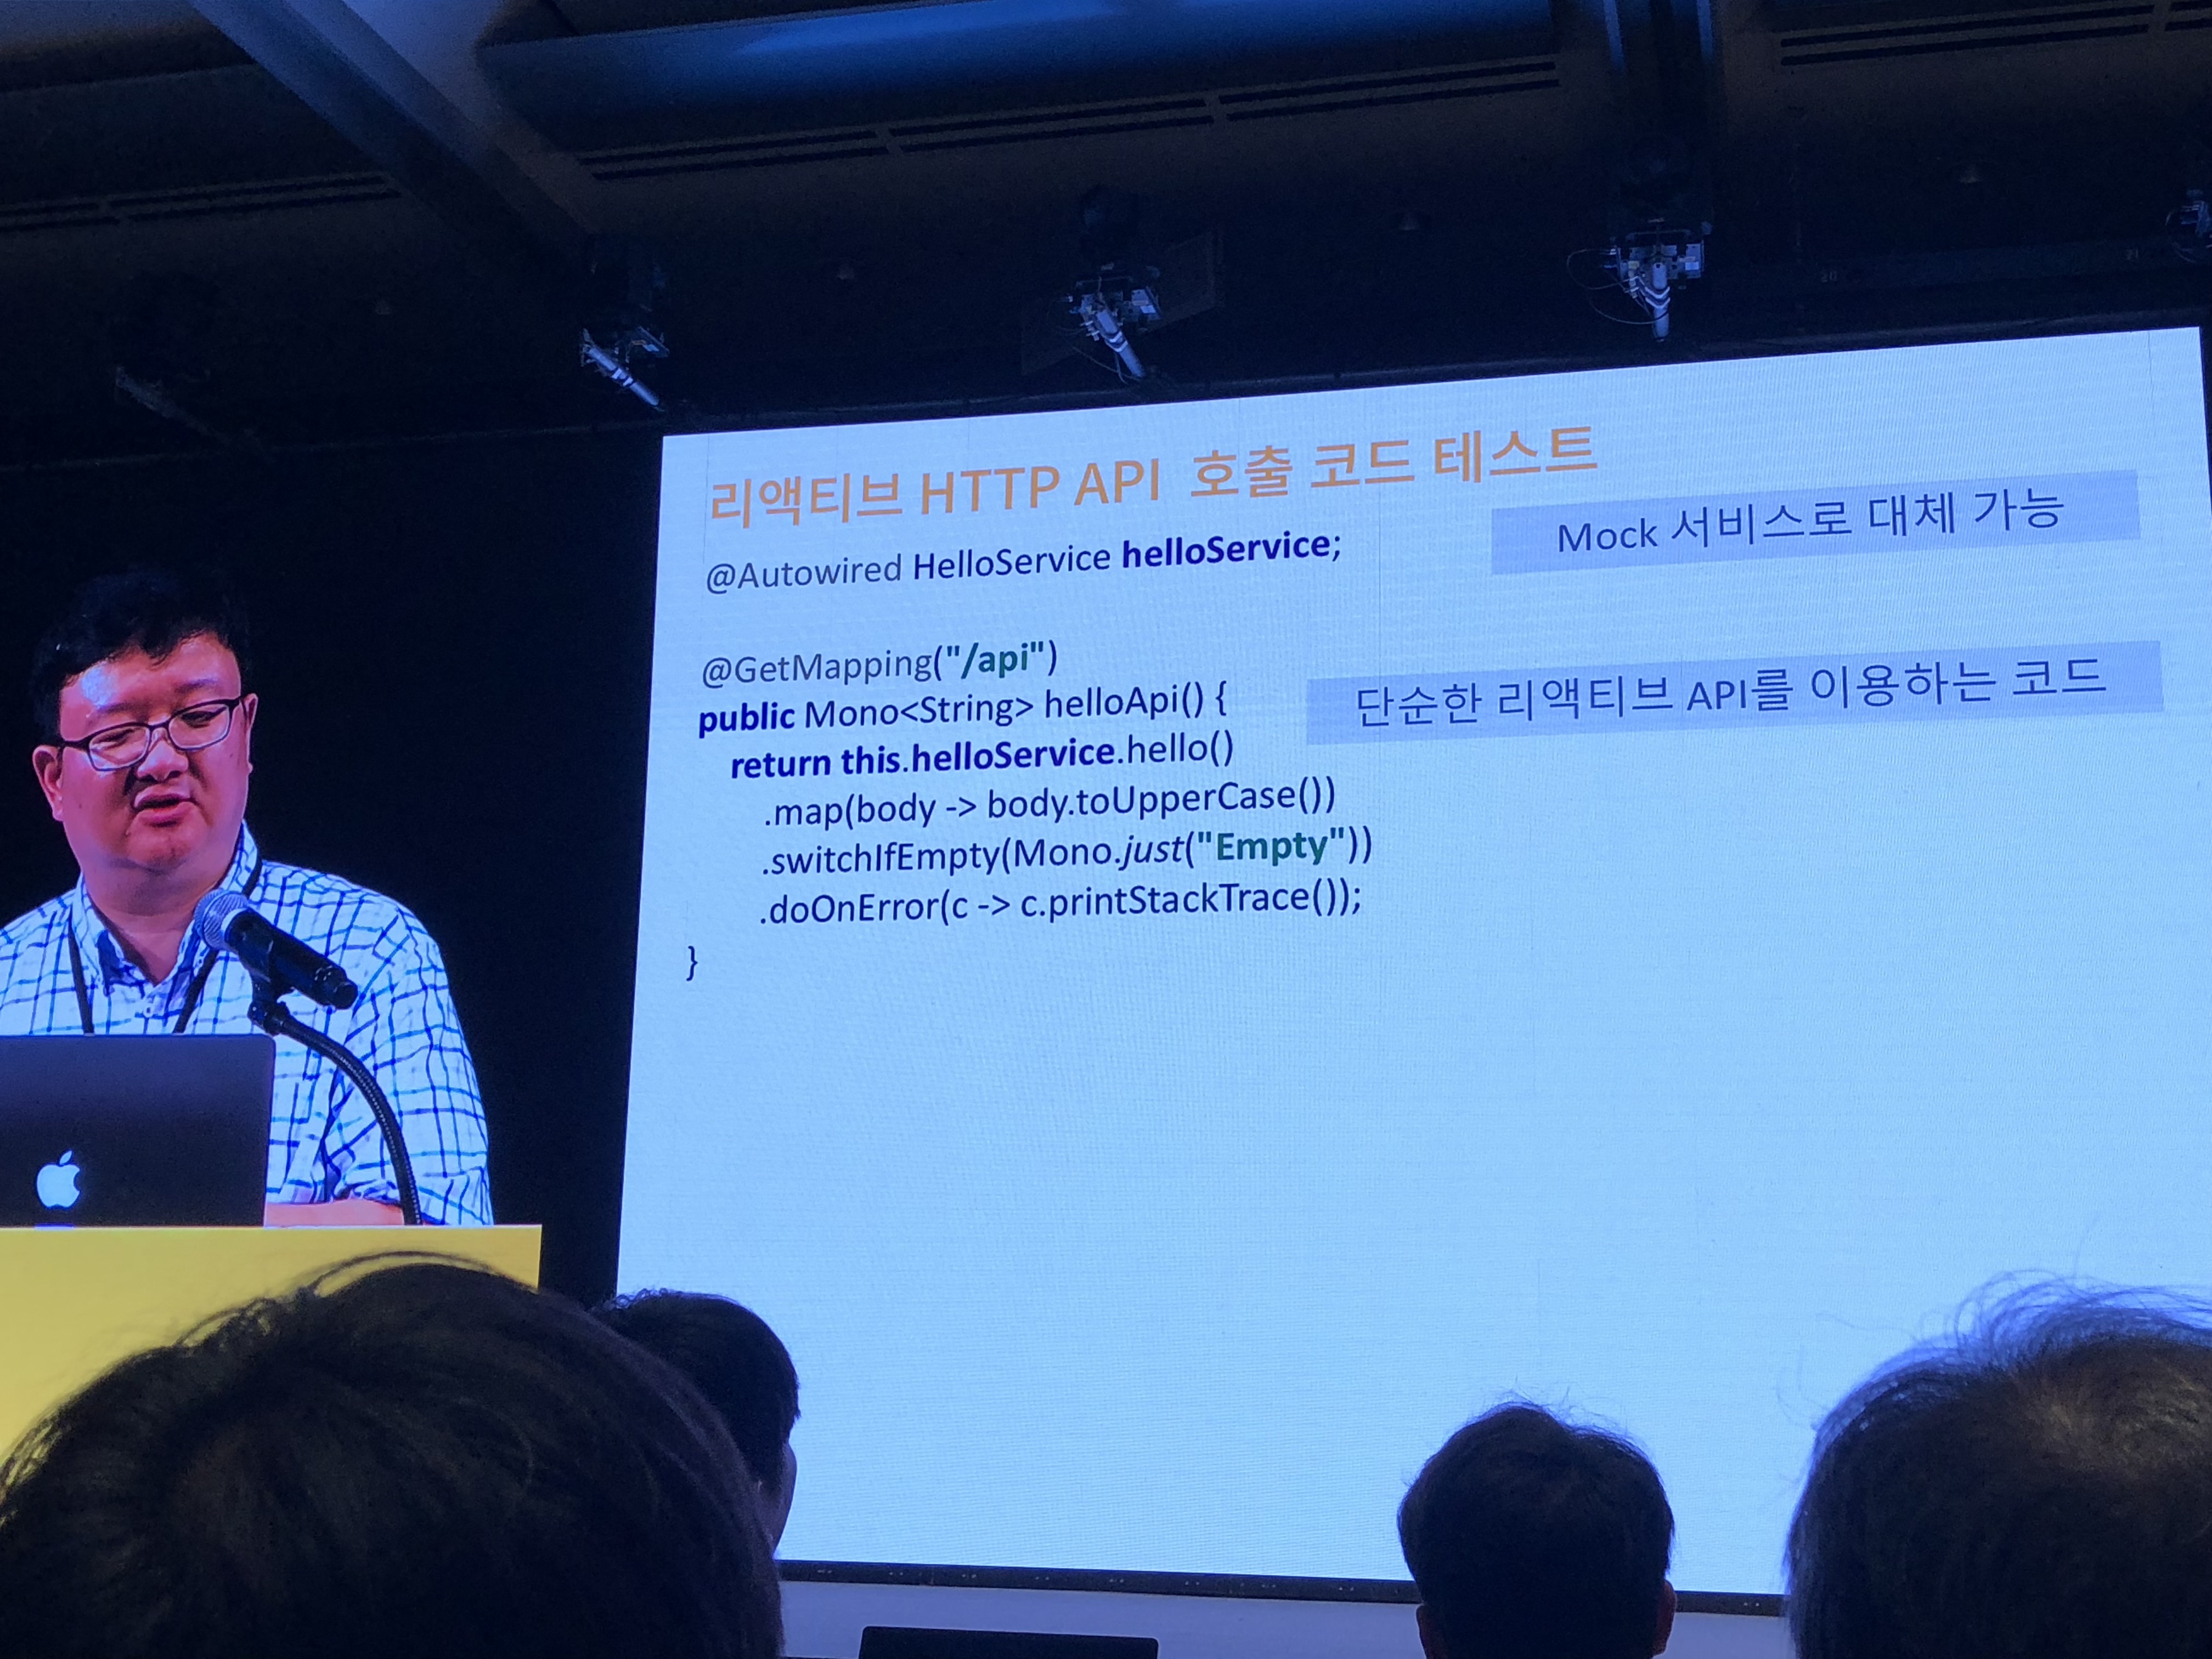 리액티브 HTTP API 호출 코드 테스트
@Autowired HelloService helloService;
Mock 서비스로 대체 가능
@GetMapping("/api")
public Mono<String> helloApi() {
단순한 리액티브 API를 이용하는 코드
return this.helloService.hello()
.map(body -> body.toUpperCase())
.switchIfEmpty(Mono.just("Empty"))
.doOnError(c -> c.printStackTrace());
}